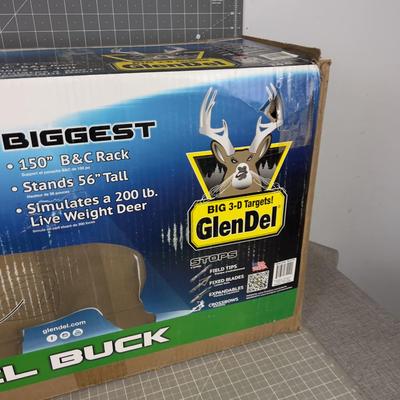 BIGGEST
• 150" B&C Rack
• Stands 56" Tall
• Simulates a 200 lb.
Live Weight Deer
BIG 3-D Targets!
GlenDel
STOPS
FIELD TIPS
FIXED BLADES
EXPANDABLES
CROSSBOWS
glendel.com
EL BUCK